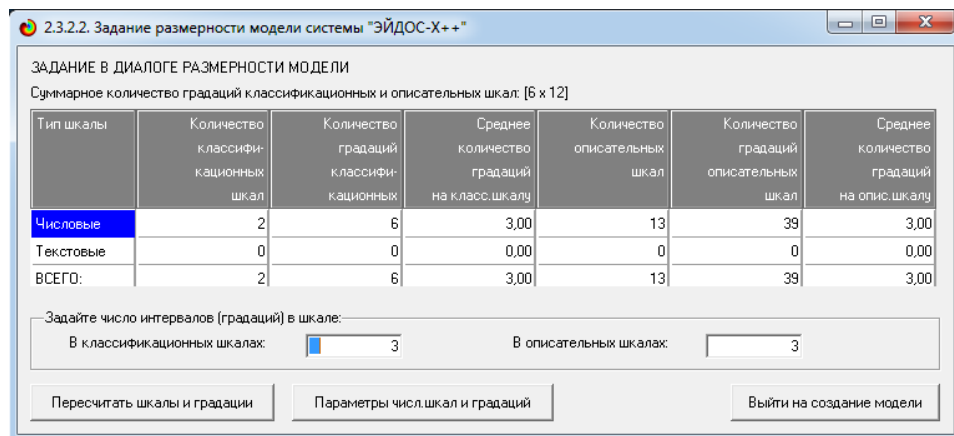 2.3.2.2. Задание размерности модели системы "ЭЙДОС-X++"
ЗАДАНИЕ В ДИАЛОГЕ РАЗМЕРНОСТИ МОДЕЛИ
Суммарное количество градаций классификационных и описательных шкал: [6 x 12]
Тип шкалы Количество Количество Среднее Количество Количество Среднее
классифи- градаций количество описательных градаций количество
кационных классифи- градаций шкал описательных градаций
шкал кационных на класс.шкалу шкал на опис.шкалу
Числовые 2 6 3,00 13 39 3,00
Текстовые 0 0 0,00 0 0 0,00
ВСЕГО: 2 6 3,00 13 39 3,00
Задайте число интервалов (градаций) в шкале:
В классификационных шкалах: 3 В описательных шкалах: 3
Пересчитать шкалы и градации Параметры числ.шкал и градаций Выйти на создание модели